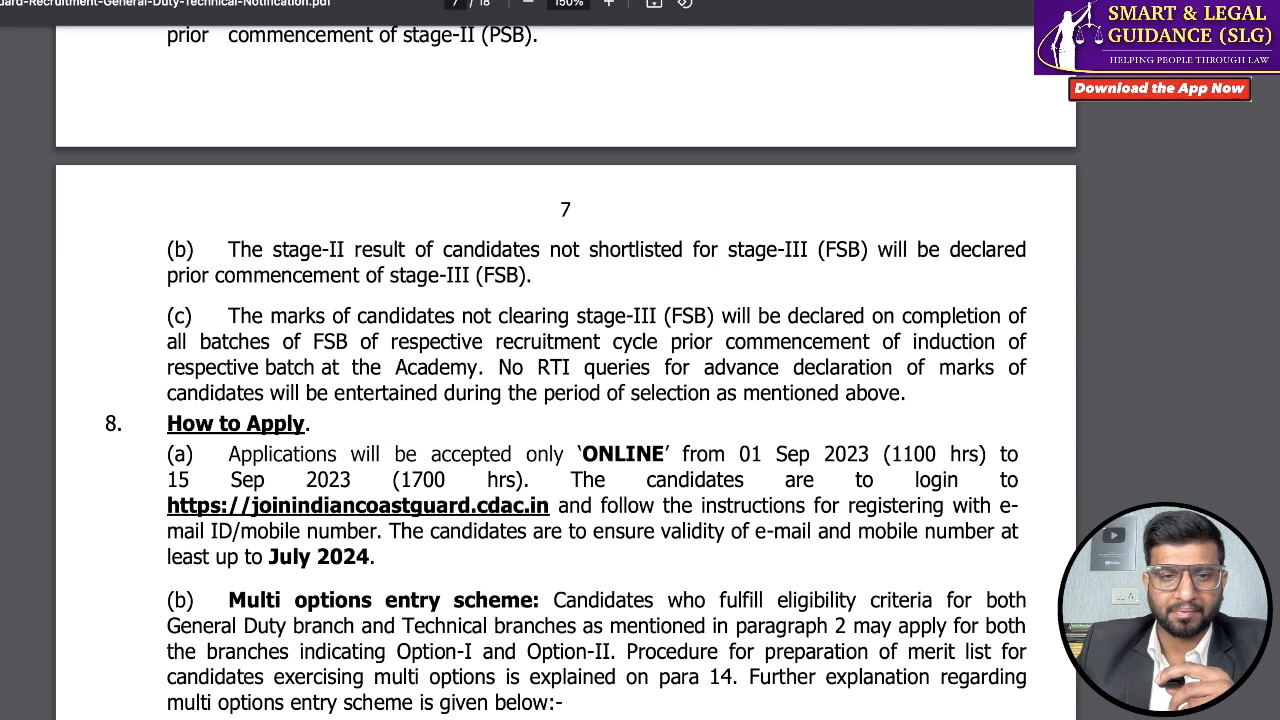 uard-Recruitment-General-Duty-Technical-Notification.pdf
7 / 18
150%
SMART & LEGAL
GUIDANCE (SLG)
HELPING PEOPLE THROUGH LAW
Download the App Now
prior commencement of stage-II (PSB).
7
(b) The stage-II result of candidates not shortlisted for stage-III (FSB) will be declared
prior commencement of stage-III (FSB).
(c) The marks of candidates not clearing stage-III (FSB) will be declared on completion of
all batches of FSB of respective recruitment cycle prior commencement of induction of
respective batch at the Academy. No RTI queries for advance declaration of marks of
candidates will be entertained during the period of selection as mentioned above.
8. How to Apply.
(a) Applications will be accepted only ‘ONLINE’ from 01 Sep 2023 (1100 hrs) to
15 Sep 2023 (1700 hrs). The candidates are to login to
https://joinindiancoastguard.cdac.in and follow the instructions for registering with e-
mail ID/mobile number. The candidates are to ensure validity of e-mail and mobile number at
least up to July 2024.
(b) Multi options entry scheme: Candidates who fulfill eligibility criteria for both
General Duty branch and Technical branches as mentioned in paragraph 2 may apply for both
the branches indicating Option-I and Option-II. Procedure for preparation of merit list for
candidates exercising multi options is explained on para 14. Further explanation regarding
multi options entry scheme is given below:-